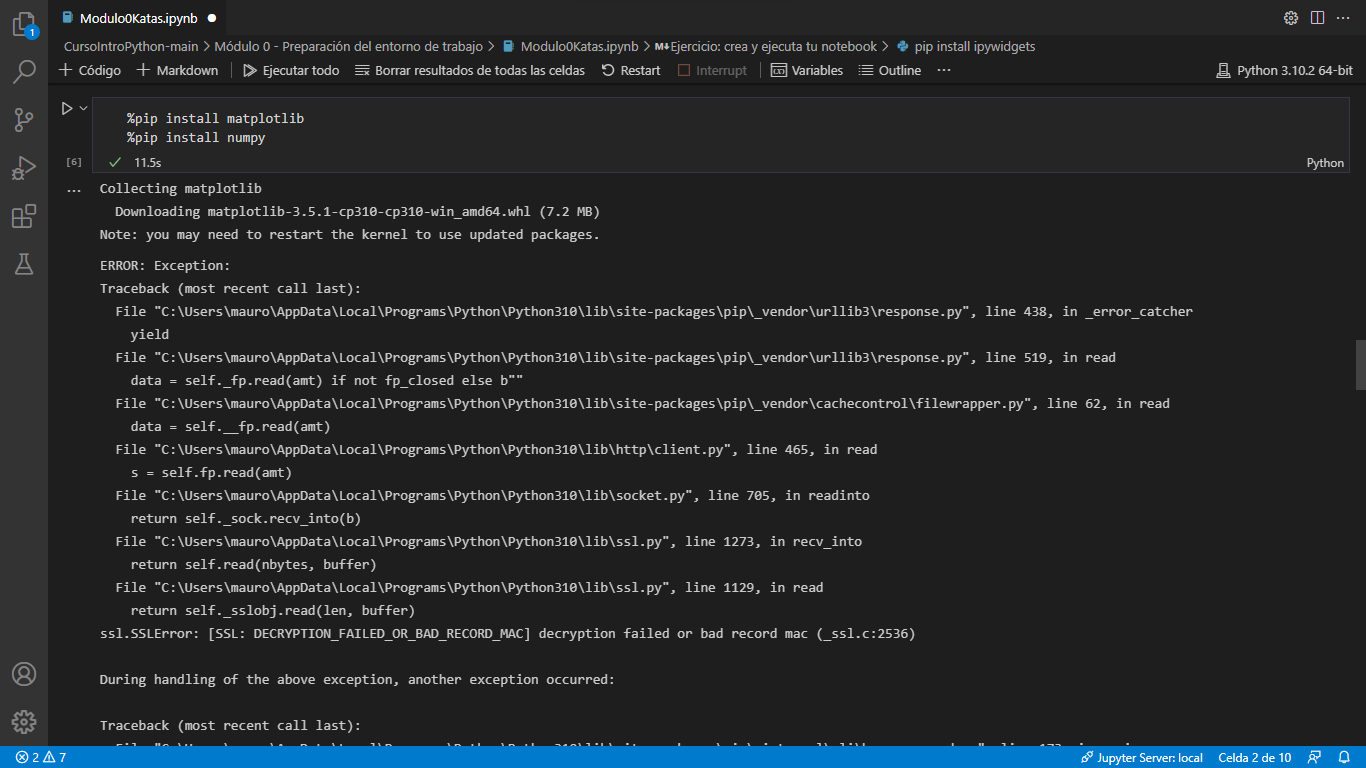 Modulo0Katas.ipynb
1
CursoIntroPython-main > Módulo 0 - Preparación del entorno de trabajo > Modulo0Katas.ipynb > M↓Ejercicio: crea y ejecuta tu notebook > pip install ipywidgets
+ Código + Markdown Ejecutar todo Borrar resultados de todas las celdas Restart Interrupt Variables Outline ... Python 3.10.2 64-bit
%pip install matplotlib
%pip install numpy
[6] ✓ 11.5s Python
... Collecting matplotlib
Downloading matplotlib-3.5.1-cp310-cp310-win_amd64.whl (7.2 MB)
Note: you may need to restart the kernel to use updated packages.
ERROR: Exception:
Traceback (most recent call last):
File "C:\Users\mauro\AppData\Local\Programs\Python\Python310\lib\site-packages\pip\_vendor\urllib3\response.py", line 438, in _error_catcher
yield
File "C:\Users\mauro\AppData\Local\Programs\Python\Python310\lib\site-packages\pip\_vendor\urllib3\response.py", line 519, in read
data = self._fp.read(amt) if not fp_closed else b""
File "C:\Users\mauro\AppData\Local\Programs\Python\Python310\lib\site-packages\pip\_vendor\cachecontrol\filewrapper.py", line 62, in read
data = self.__fp.read(amt)
File "C:\Users\mauro\AppData\Local\Programs\Python\Python310\lib\http\client.py", line 465, in read
s = self.fp.read(amt)
File "C:\Users\mauro\AppData\Local\Programs\Python\Python310\lib\socket.py", line 705, in readinto
return self._sock.recv_into(b)
File "C:\Users\mauro\AppData\Local\Programs\Python\Python310\lib\ssl.py", line 1273, in recv_into
return self.read(nbytes, buffer)
File "C:\Users\mauro\AppData\Local\Programs\Python\Python310\lib\ssl.py", line 1129, in read
return self._sslobj.read(len, buffer)
ssl.SSLError: [SSL: DECRYPTION_FAILED_OR_BAD_RECORD_MAC] decryption failed or bad record mac (_ssl.c:2536)
During handling of the above exception, another exception occurred:
Traceback (most recent call last):
2 7 Jupyter Server: local Celda 2 de 10